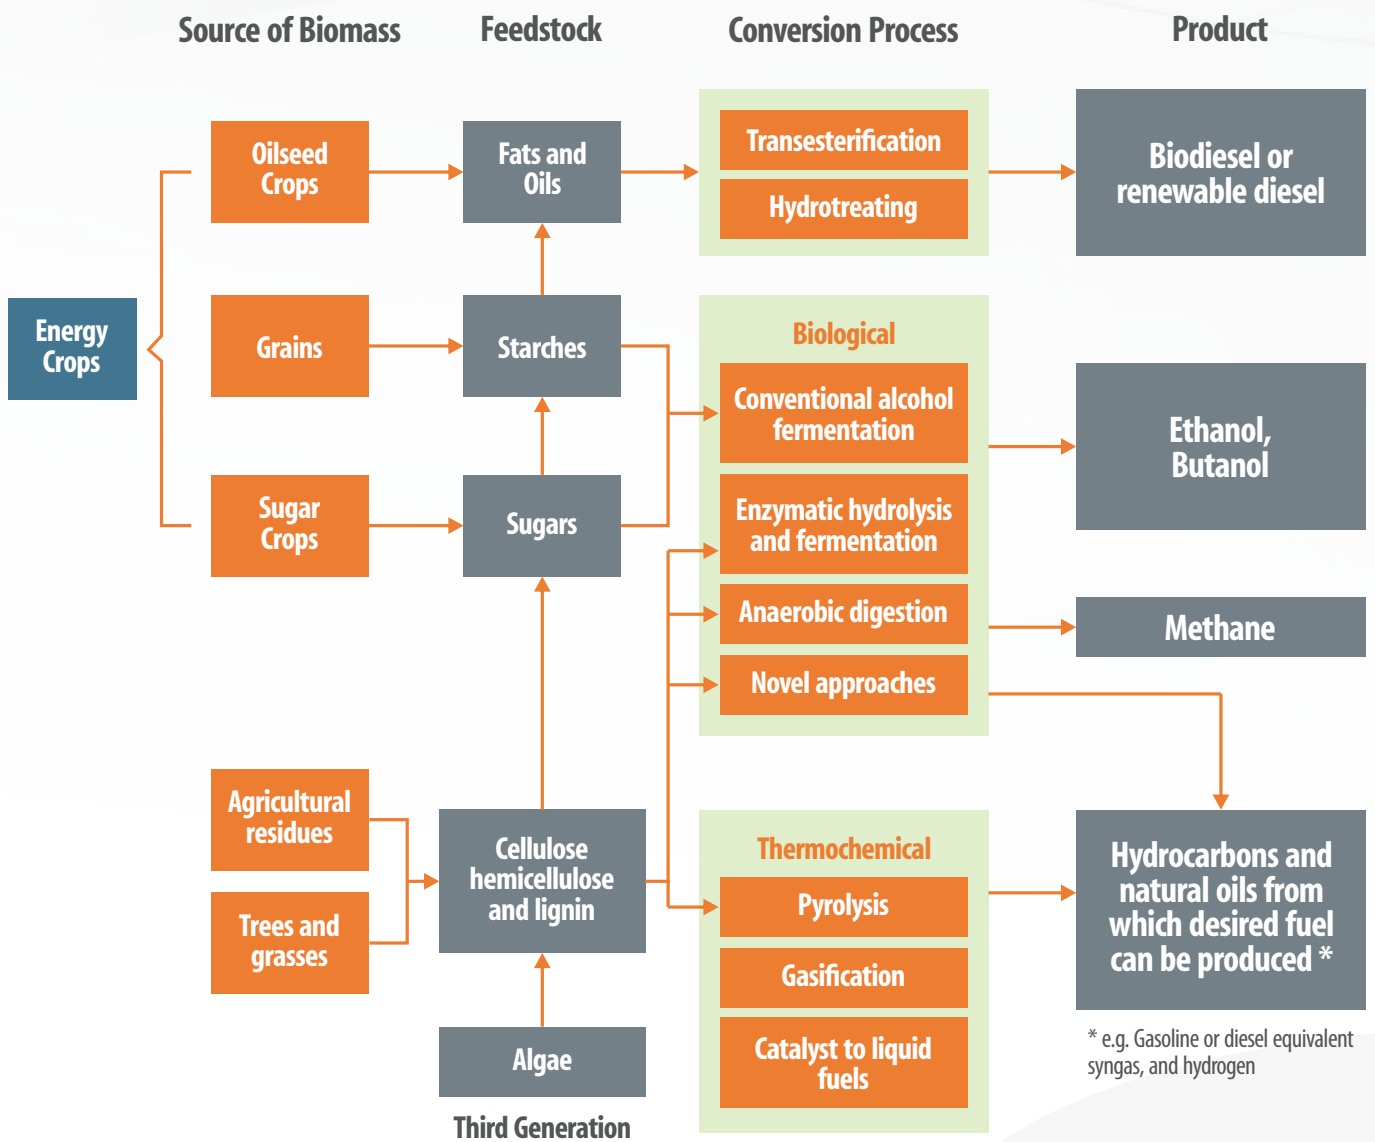 Source of Biomass
Feedstock
Conversion Process
Product
Energy
Crops
Oilseed
Crops
Fats and
Oils
Transesterification
Hydrotreating
Biodiesel or
renewable diesel
Grains
Starches
Biological
Conventional alcohol
fermentation
Ethanol,
Butanol
Sugar
Crops
Sugars
Enzymatic hydrolysis
and fermentation
Anaerobic digestion
Methane
Novel approaches
Agricultural
residues
Trees and
grasses
Cellulose
hemicellulose
and lignin
Thermochemical
Pyrolysis
Gasification
Catalyst to liquid
fuels
Hydrocarbons and
natural oils from
which desired fuel
can be produced *
* e.g. Gasoline or diesel equivalent
syngas, and hydrogen
Algae
Third Generation